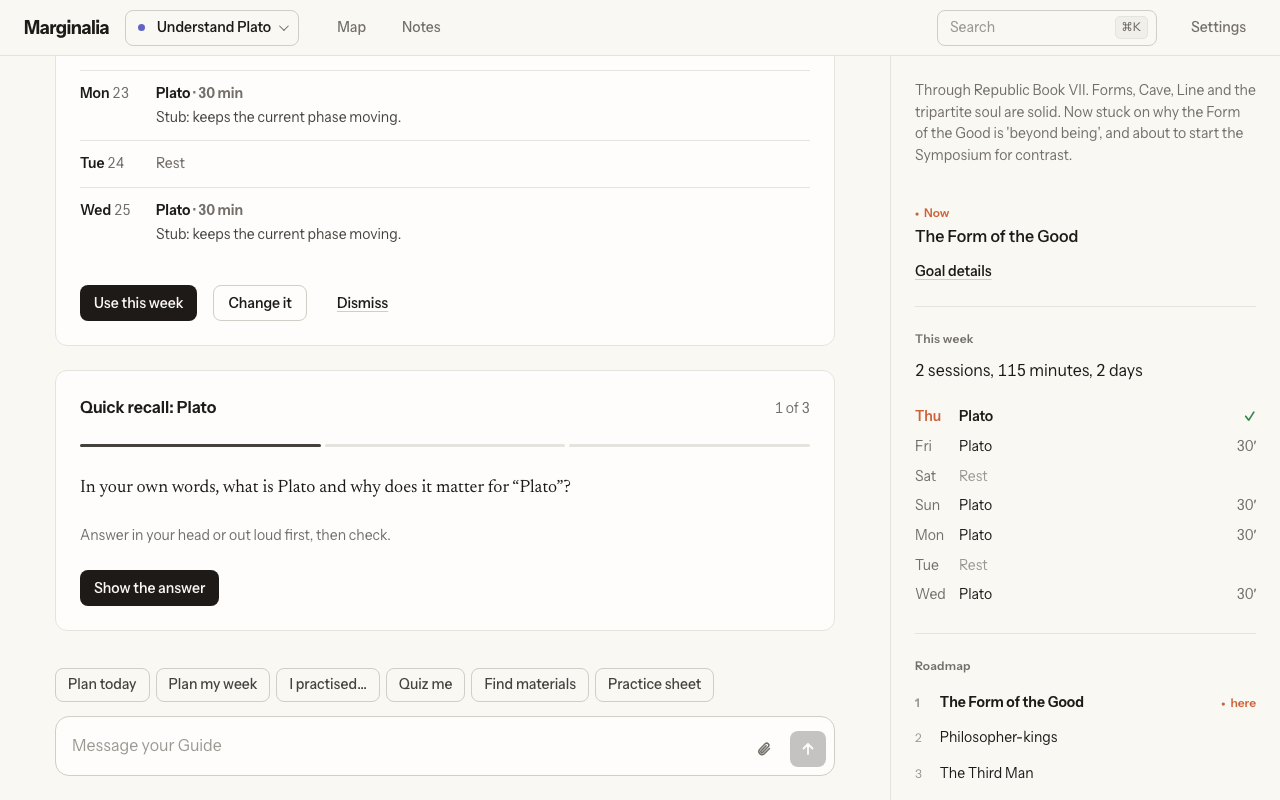 Marginalia
Understand Plato
Map
Notes
Search
⌘K
Settings
Mon 23
Plato · 30 min
Stub: keeps the current phase moving.
Tue 24
Rest
Wed 25
Plato · 30 min
Stub: keeps the current phase moving.
Use this week
Change it
Dismiss
Quick recall: Plato
1 of 3
In your own words, what is Plato and why does it matter for “Plato”?
Answer in your head or out loud first, then check.
Show the answer
Plan today
Plan my week
I practised...
Quiz me
Find materials
Practice sheet
Message your Guide
Through Republic Book VII. Forms, Cave, Line and the
tripartite soul are solid. Now stuck on why the Form
of the Good is 'beyond being', and about to start the
Symposium for contrast.
• Now
The Form of the Good
Goal details
This week
2 sessions, 115 minutes, 2 days
Thu Plato ✓
Fri Plato 30′
Sat Rest
Sun Plato 30′
Mon Plato 30′
Tue Rest
Wed Plato 30′
Roadmap
1 The Form of the Good • here
2 Philosopher-kings
3 The Third Man